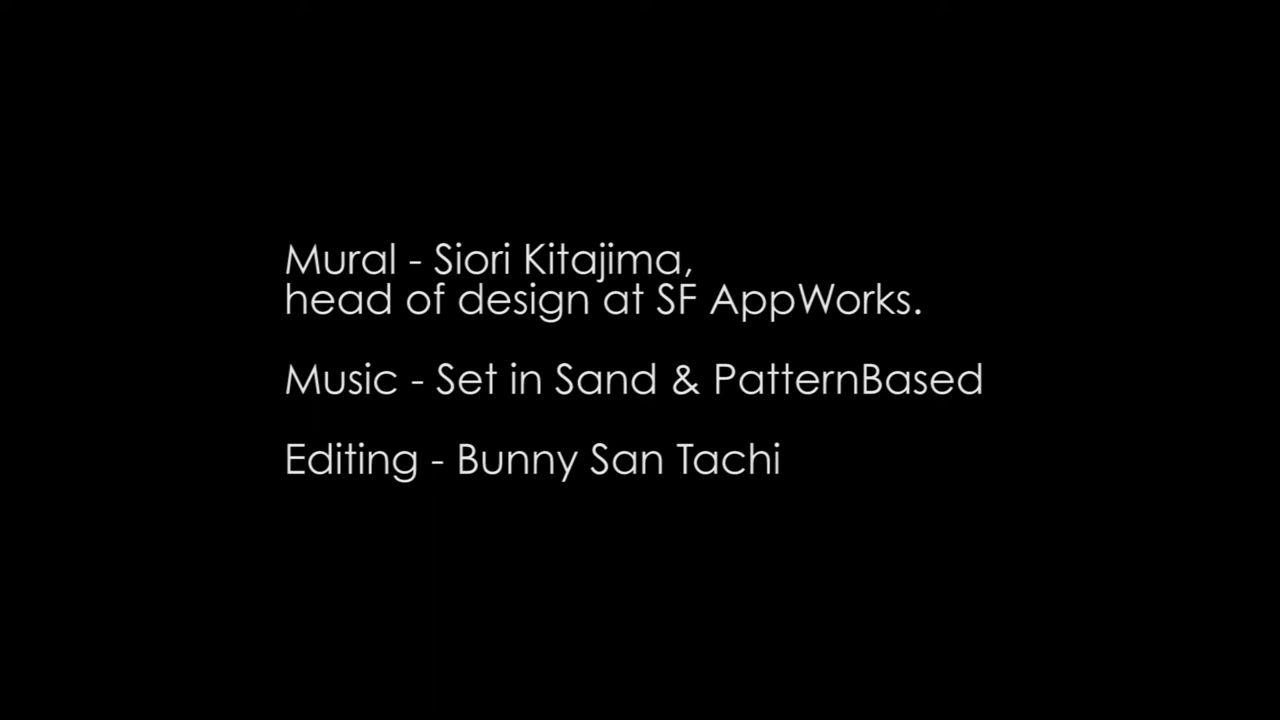 Mural - Siori Kitajima,
head of design at SF AppWorks.
Music - Set in Sand & PatternBased
Editing - Bunny San Tachi